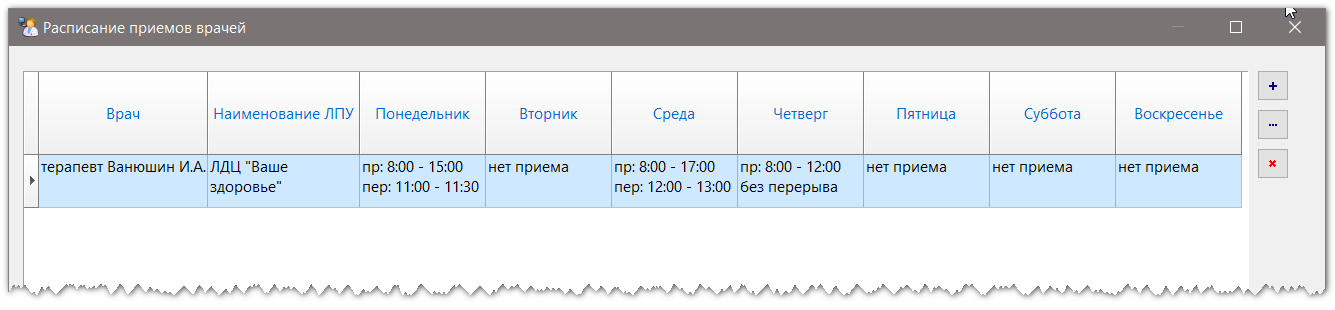 Расписание приемов врачей
Врач Наименование ЛПУ Понедельник Вторник Среда Четверг Пятница Суббота Воскресенье
терапевт Ванюшин И.А. ЛДЦ "Ваше пр: 8:00 - 15:00 нет приема пр: 8:00 - 17:00 пр: 8:00 - 12:00 нет приема нет приема нет приема
здоровье" пер: 11:00 - 11:30 пер: 12:00 - 13:00 без перерыва